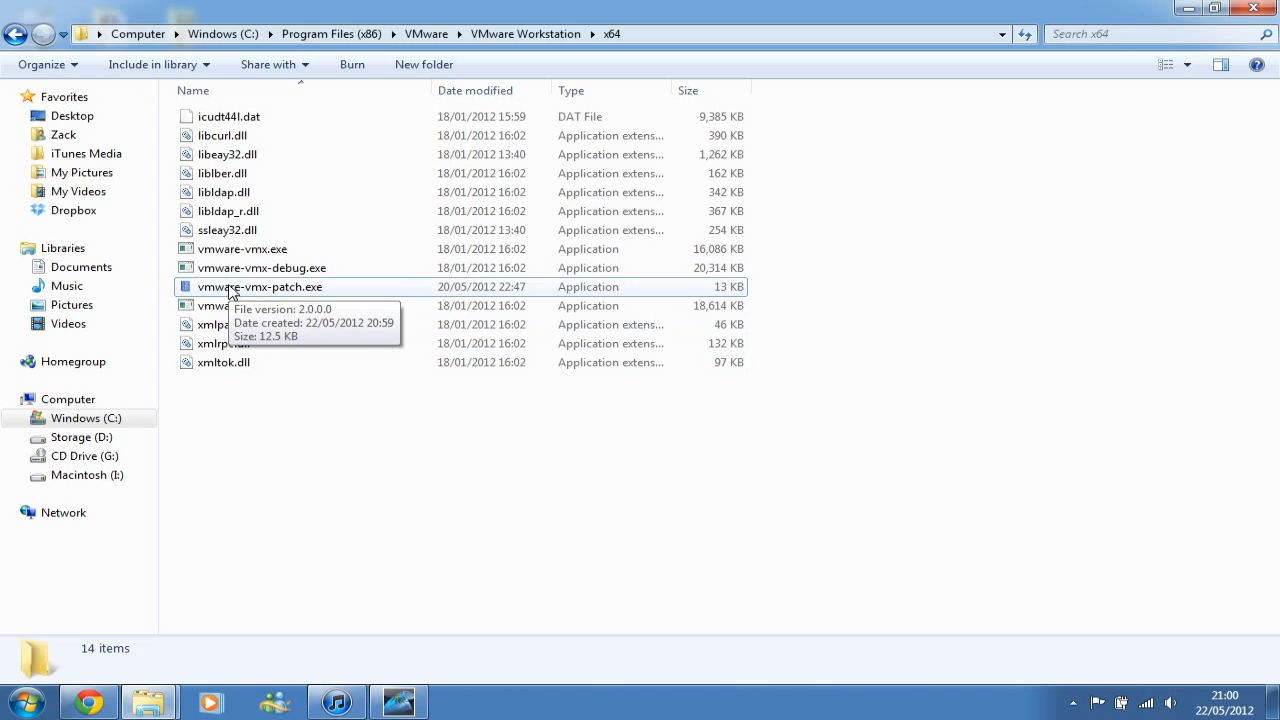 Computer Windows (C:) Program Files (x86) VMware VMware Workstation x64 Search x64
Organize Include in library Share with Burn New folder
Name Date modified Type Size
Favorites
Desktop
Zack
iTunes Media
My Pictures
My Videos
Dropbox
Libraries
Documents
Music
Pictures
Videos
Homegroup
Computer
Windows (C:)
Storage (D:)
CD Drive (G:)
Macintosh (I:)
Network
icudt44l.dat 18/01/2012 15:59 DAT File 9,385 KB
libcurl.dll 18/01/2012 16:02 Application extens... 390 KB
libeay32.dll 18/01/2012 13:40 Application extens... 1,262 KB
liblber.dll 18/01/2012 16:02 Application extens... 162 KB
libldap.dll 18/01/2012 16:02 Application extens... 342 KB
libldap_r.dll 18/01/2012 16:02 Application extens... 367 KB
ssleay32.dll 18/01/2012 13:40 Application extens... 254 KB
vmware-vmx.exe 18/01/2012 16:02 Application 16,086 KB
vmware-vmx-debug.exe 18/01/2012 16:02 Application 20,314 KB
vmware-vmx-patch.exe 20/05/2012 22:47 Application 13 KB
18/01/2012 16:02 Application 18,614 KB
18/01/2012 16:02 Application extens... 46 KB
18/01/2012 16:02 Application extens... 132 KB
xmltok.dll 18/01/2012 16:02 Application extens... 97 KB
File version: 2.0.0.0
Date created: 22/05/2012 20:59
Size: 12.5 KB
14 items
21:00
22/05/2012